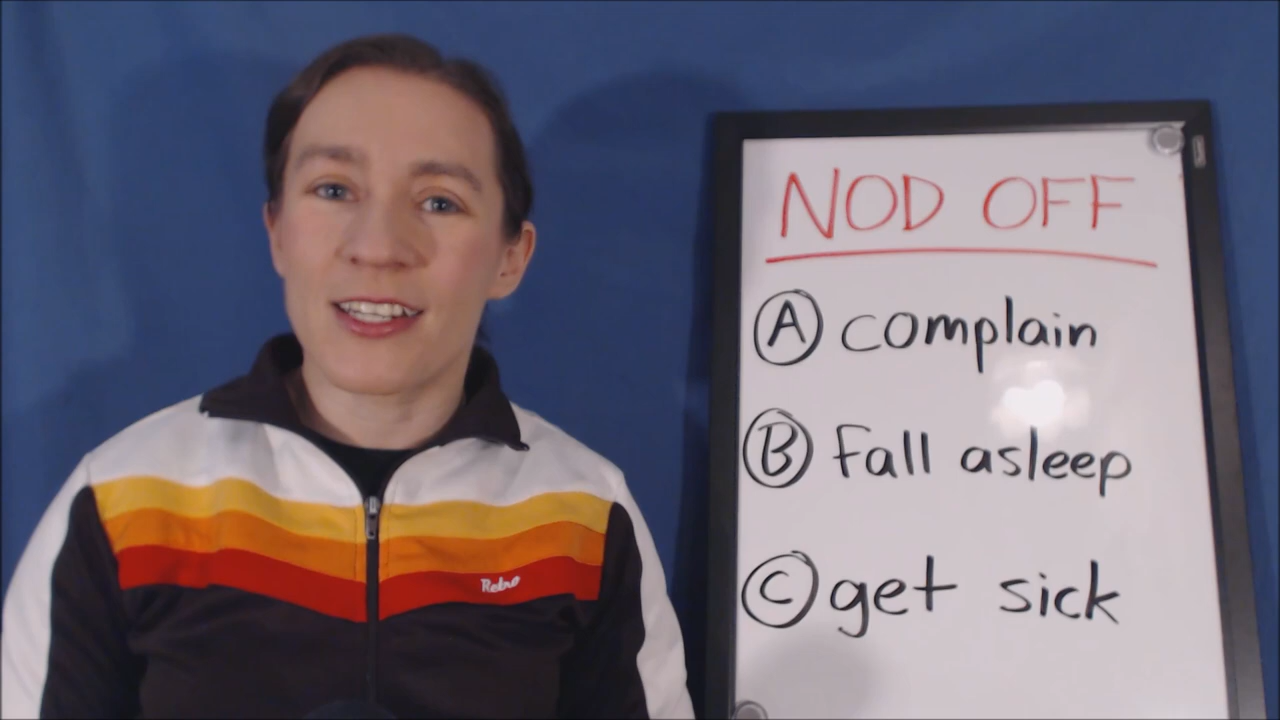 NOD OFF
A complain
B Fall asleep
C get sick
Retro